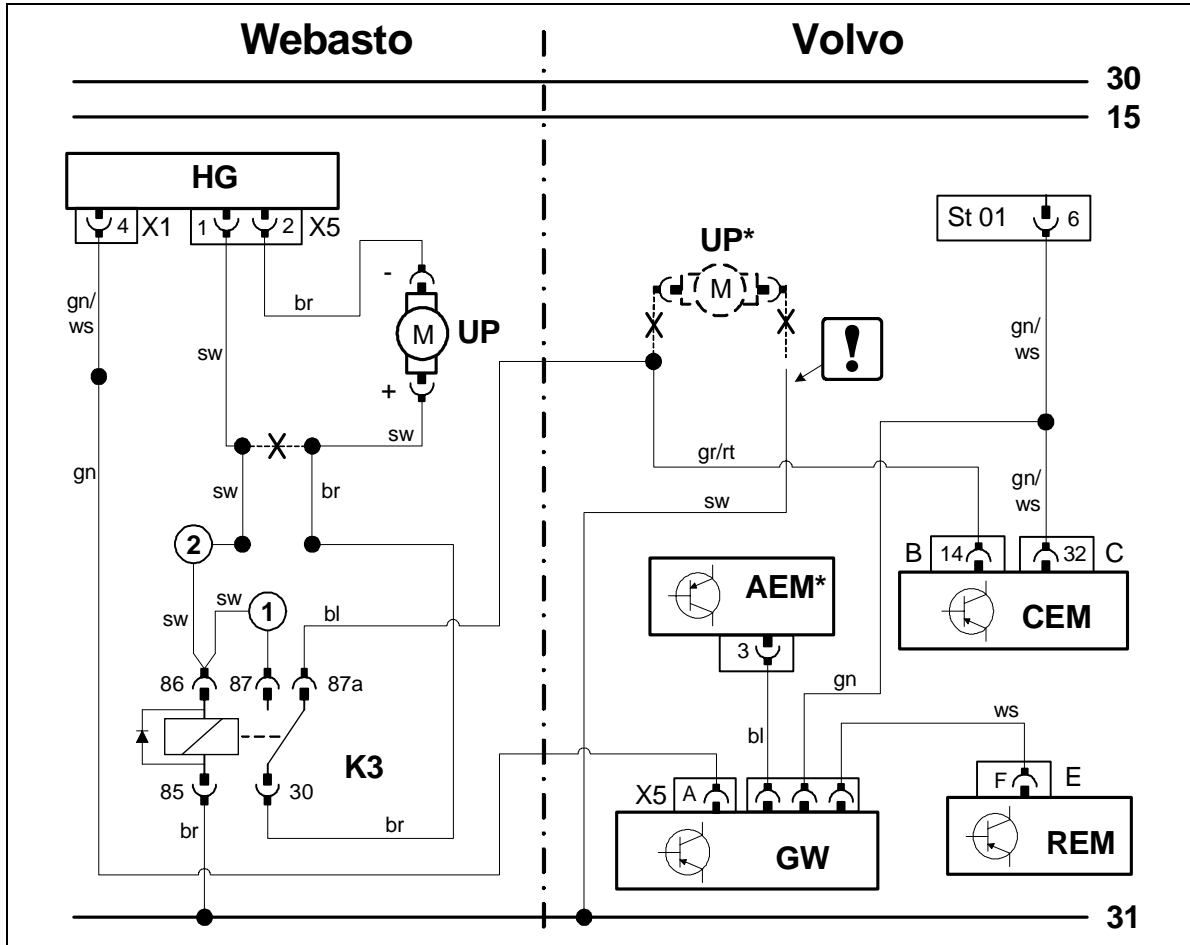 Webasto Volvo
30
15
HG
4 X1 1 2 X5
St 01 6
UP*
M
-
gn/
ws
br
M UP
!
gn/
ws
sw
+
sw
gn
sw br
gr/rt
gn/
ws
sw
2
B 14 32 C
AEM*
CEM
sw
1
sw
bl
3
86 87 87a
gn
ws
bl
K3
F E
85 30
X5 A
br
br
REM
GW
31